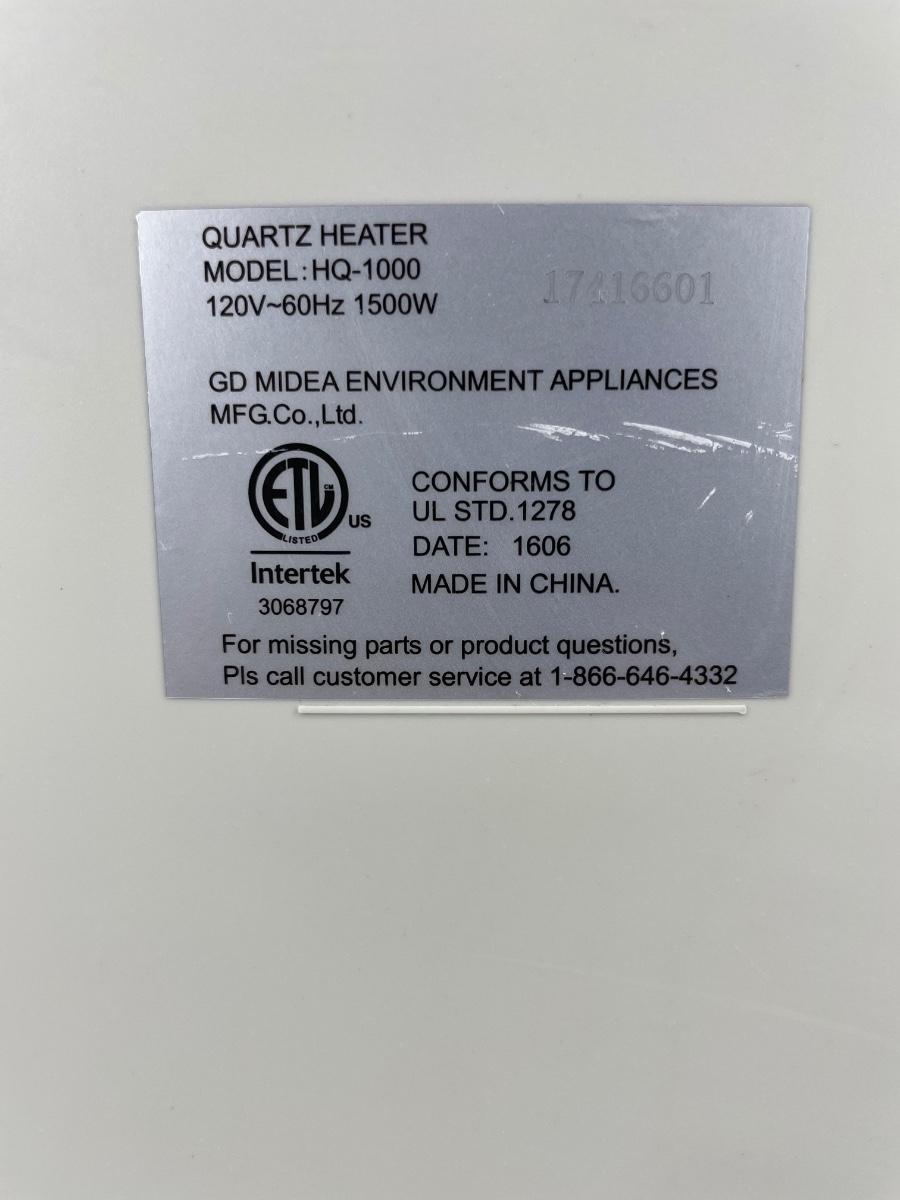 QUARTZ HEATER
MODEL:HQ-1000
120V~60Hz 1500W
17416601
GD MIDEA ENVIRONMENT APPLIANCES
MFG.Co.,Ltd.
ETL CM
US
LISTED
Intertek
3068797
CONFORMS TO
UL STD.1278
DATE: 1606
MADE IN CHINA.
For missing parts or product questions,
Pls call customer service at 1-866-646-4332